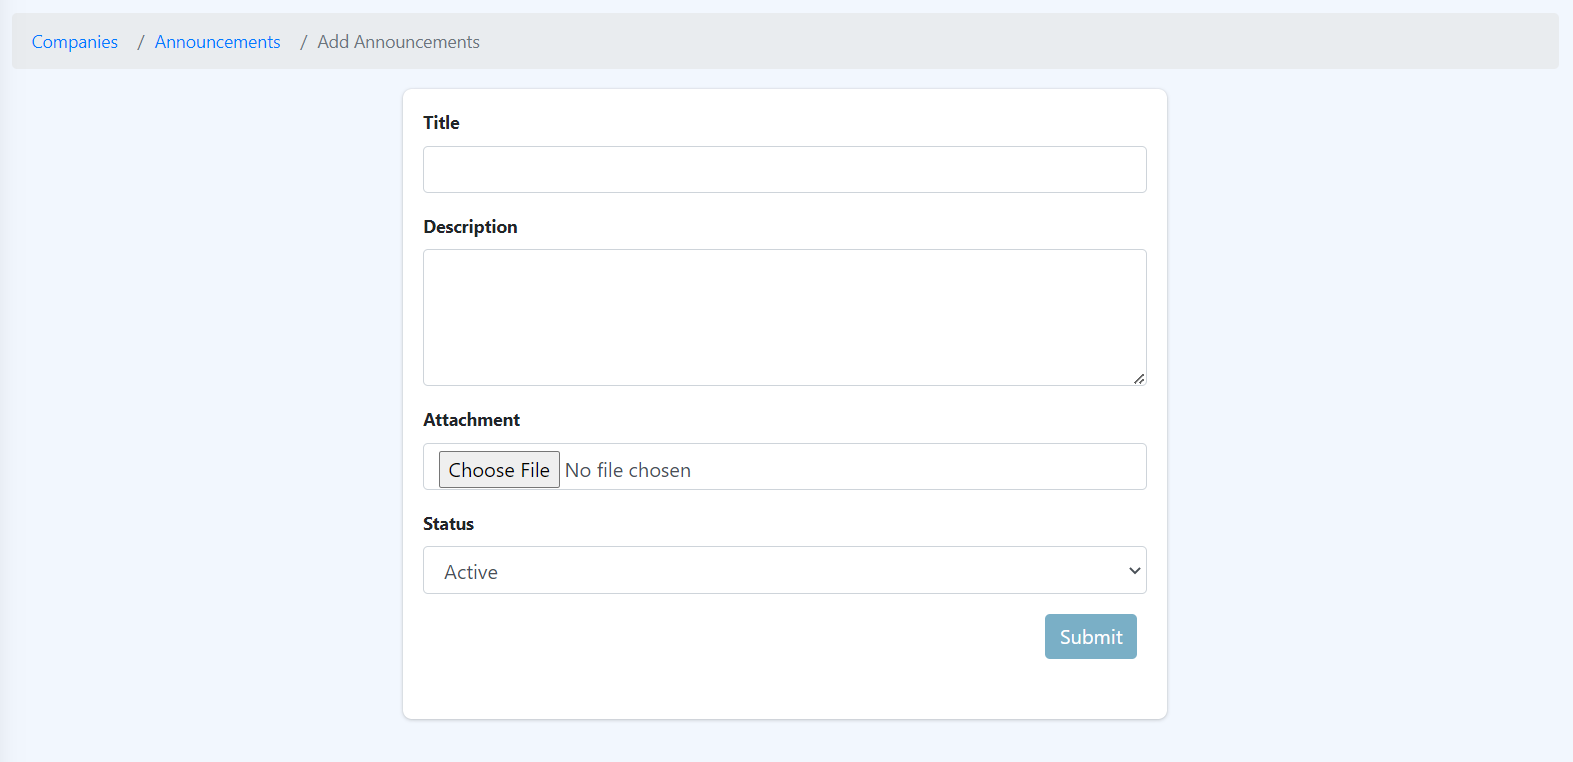 Companies / Announcements / Add Announcements
Title
Description
Attachment
Choose File No file chosen
Status
Active
Submit